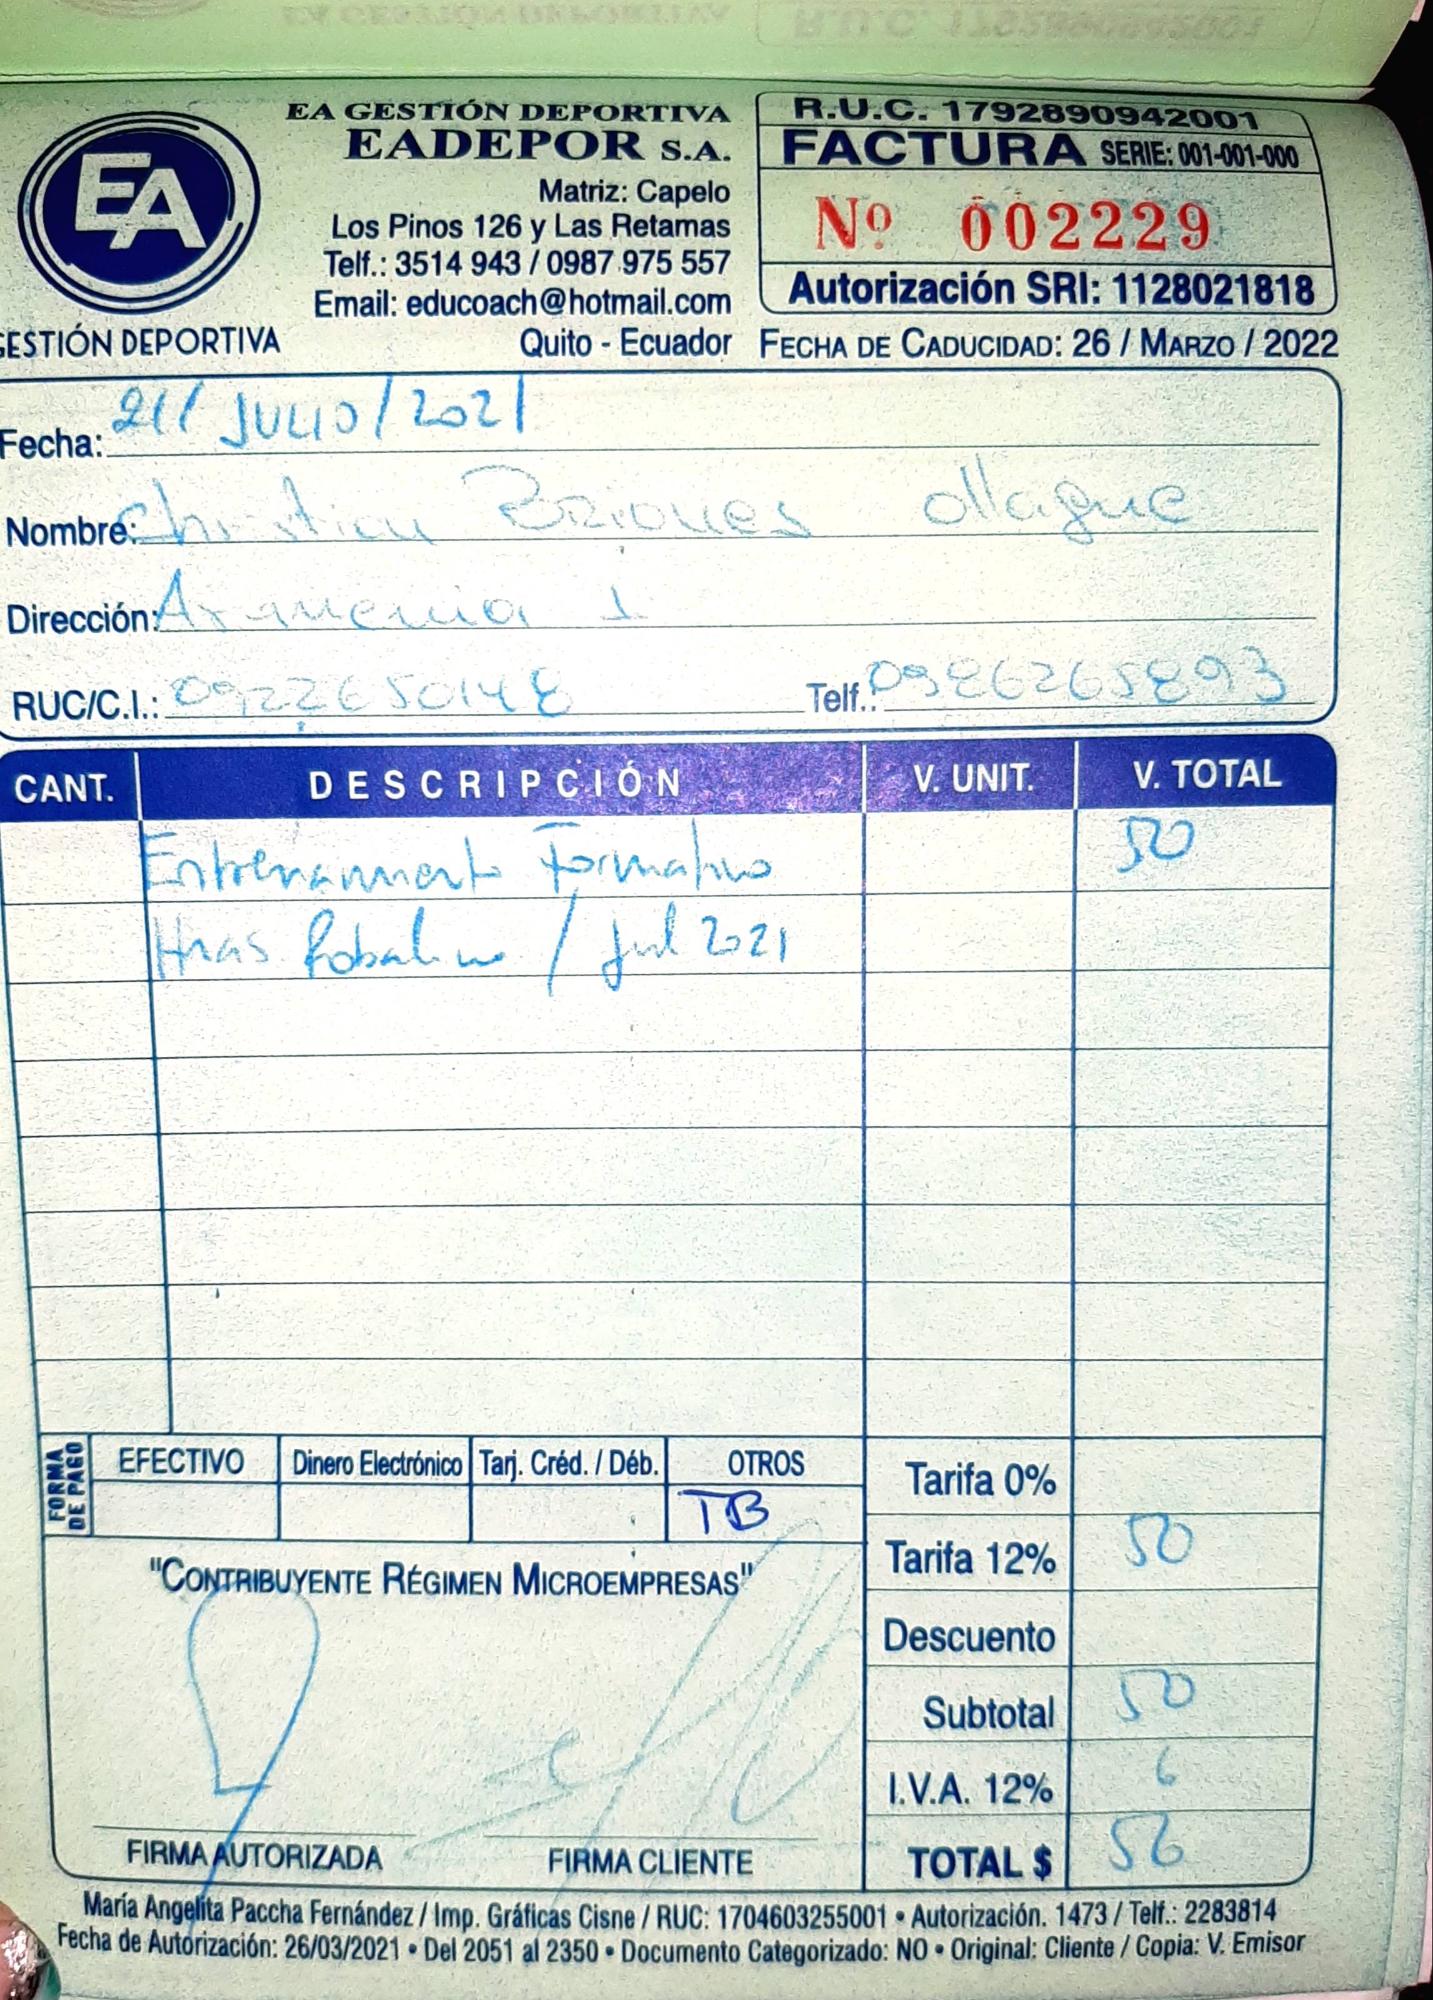 EA GESTIÓN DEPORTIVA
EADEPOR S.A.
Matriz: Capelo
Los Pinos 126 y Las Retamas
Telf.: 3514 943 / 0987 975 557
Email: educoach@hotmail.com
Quito - Ecuador
EA
GESTIÓN DEPORTIVA
R.U.C. 1792890942001
FACTURA SERIE: 001-001-000
Nº 002229
Autorización SRI: 1128021818
FECHA DE CADUCIDAD: 26 / MARZO / 2022
Fecha: 21/ JULIO / 2021
Nombre: Christian Briones Ollague
Dirección: Armenia 1
RUC/C.I.: 0922650148 Telf.: 0986265893
CANT. DESCRIPCIÓN V. UNIT. V. TOTAL
Entrenamiento Formativo 50
Hnas Robalino / Jul 2021
FORMA DE PAGO
EFECTIVO Dinero Electrónico Tarj. Créd. / Déb. OTROS
TB
Tarifa 0%
Tarifa 12% 50
Descuento
Subtotal 50
I.V.A. 12% 6
TOTAL $ 56
"CONTRIBUYENTE RÉGIMEN MICROEMPRESAS"
FIRMA AUTORIZADA FIRMA CLIENTE
María Angelita Paccha Fernández / Imp. Gráficas Cisne / RUC: 1704603255001 • Autorización. 1473 / Telf.: 2283814
Fecha de Autorización: 26/03/2021 • Del 2051 al 2350 • Documento Categorizado: NO • Original: Cliente / Copia: V. Emisor